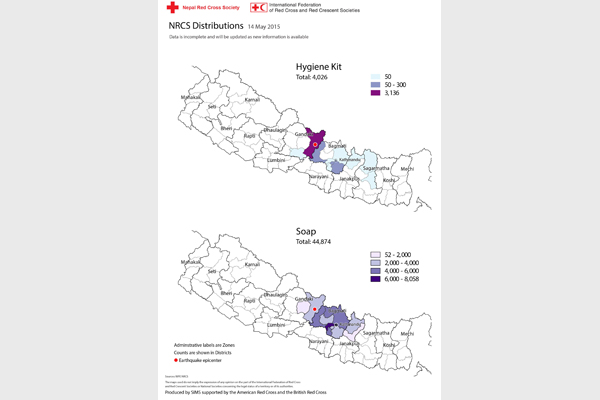 Nepal Red Cross Society
International Federation
of Red Cross and Red Crescent Societies
NRCS Distributions 14 May 2015
Data is incomplete and will be updated as new information is available
Hygiene Kit
Total: 4,026
50
50 - 300
3,136
Mahakali
Karnali
Seti
Bheri
Rapti
Dhaulagiri
Gandaki
Lumbini
Bagmati
Kathmandu
Narayani
Janakpur
Sagarmatha
Koshi
Mechi
Soap
Total: 44,874
52 - 2,000
2,000 - 4,000
4,000 - 6,000
6,000 - 8,058
Mahakali
Karnali
Seti
Bheri
Rapti
Dhaulagiri
Gandaki
Lumbini
Narayani
Janakpur
Sagarmatha
Koshi
Mechi
Adminstrative labels are Zones
Counts are shown in Districts
Earthquake epicenter
Produced by SIMS supported by the American Red Cross and the British Red Cross